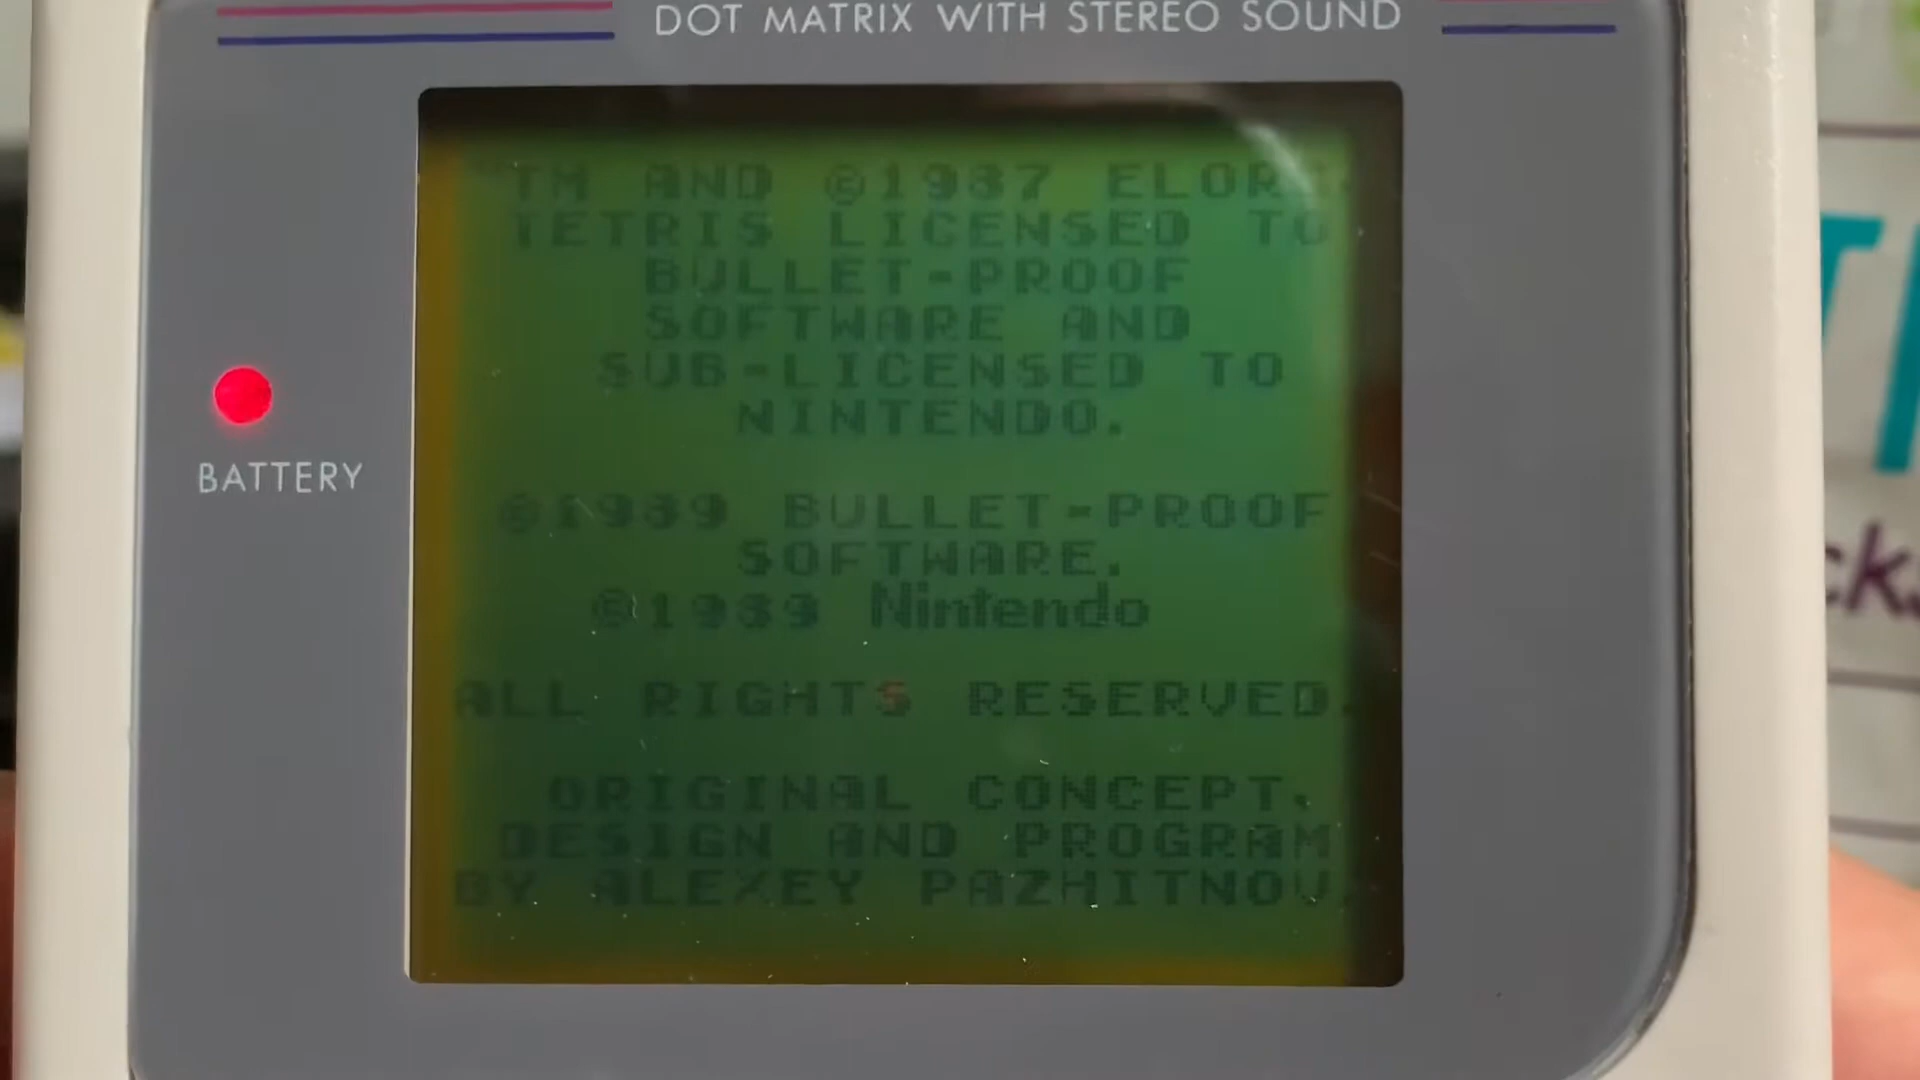 DOT MATRIX WITH STEREO SOUND
"TM AND ©1987 ELORG.
TETRIS LICENSED TO
BULLET-PROOF
SOFTWARE AND
SUB-LICENSED TO
NINTENDO.
©1989 BULLET-PROOF
SOFTWARE.
©1989 Nintendo
ALL RIGHTS RESERVED.
ORIGINAL CONCEPT,
DESIGN AND PROGRAM
BY ALEXEY PAZHITNOV.
BATTERY